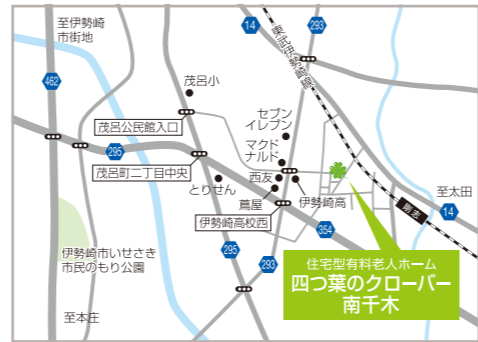 至伊勢崎
市街地
14
293
東武伊勢崎線
462
茂呂小
14
セブン
イレブン
茂呂公民館入口
マクド
ナルド
295
茂呂町二丁目中央
西友
とりせん
蔦屋
伊勢崎高
至太田
剛志
14
伊勢崎高校西
354
伊勢崎市いせさき
市民のもり公園
295
293
住宅型有料老人ホーム
四つ葉のクローバー
南千木
至本庄